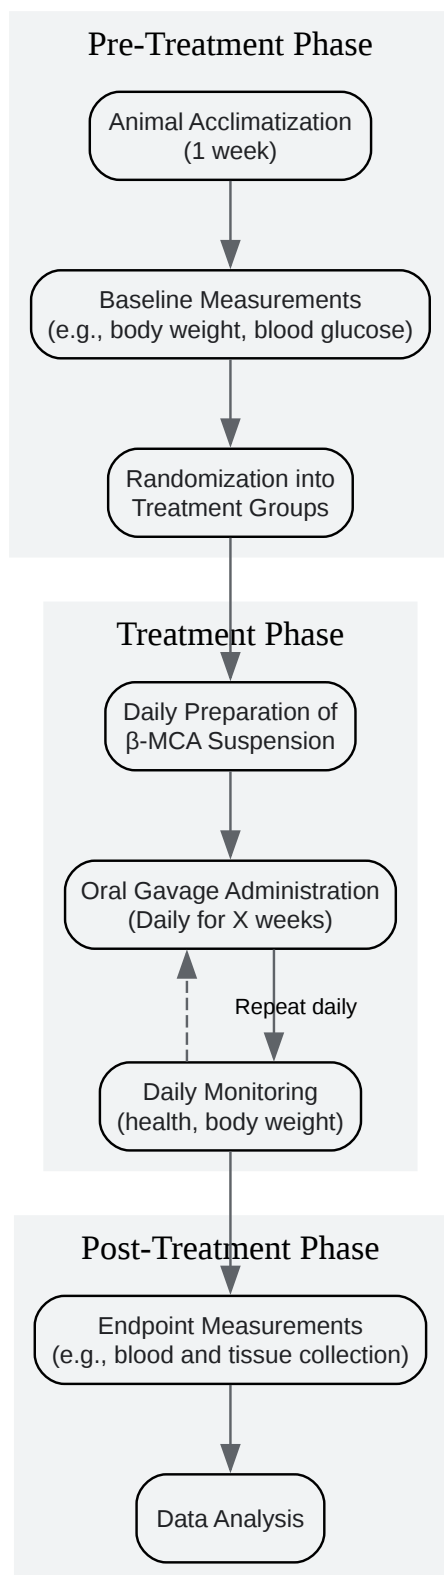 Pre-Treatment Phase
Animal Acclimatization
(1 week)
Baseline Measurements
(e.g., body weight, blood glucose)
Randomization into
Treatment Groups
Treatment Phase
Daily Preparation of
β-MCA Suspension
Oral Gavage Administration
(Daily for X weeks)
Repeat daily
Daily Monitoring
(health, body weight)
Post-Treatment Phase
Endpoint Measurements
(e.g., blood and tissue collection)
Data Analysis